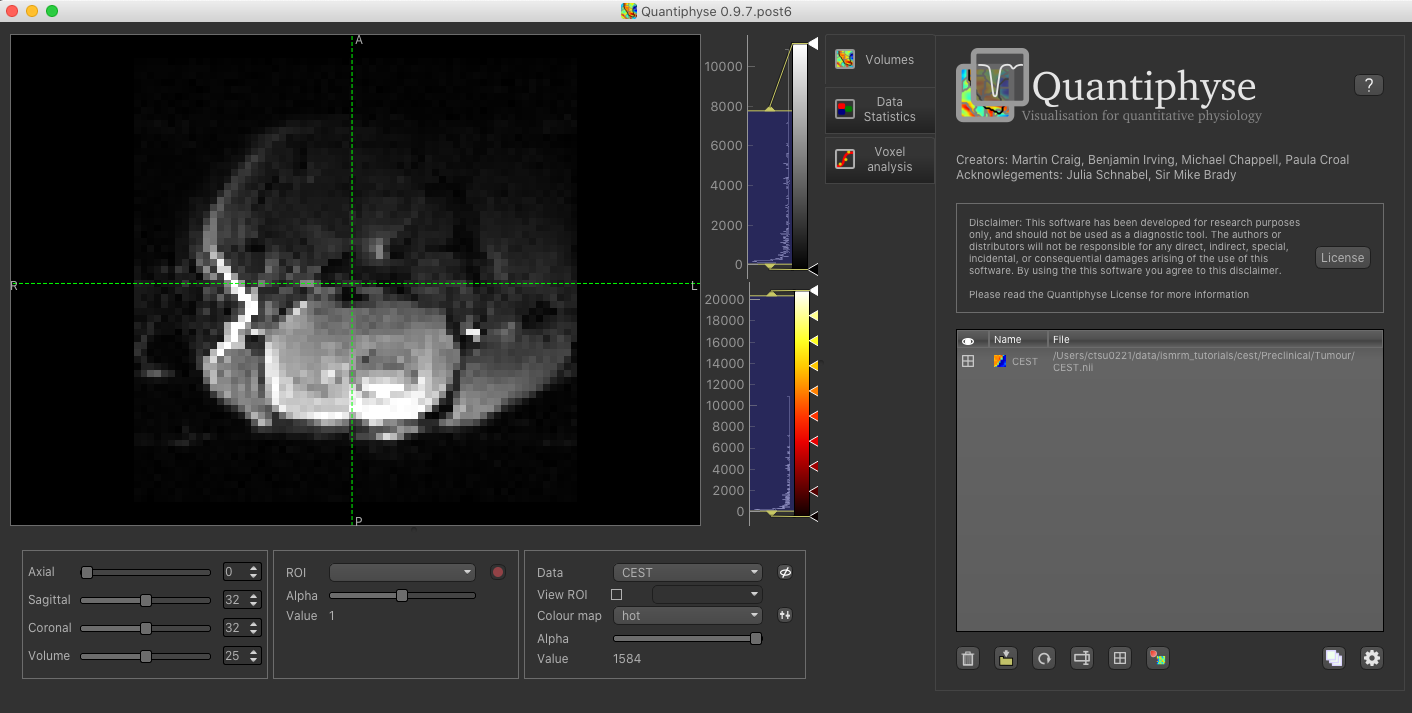 Quantiphyse 0.9.7.post6
A
R
L
P
10000
8000
6000
4000
2000
0
20000
18000
16000
14000
12000
10000
8000
6000
4000
2000
0
Volumes
Data
Statistics
Voxel
analysis
Quantiphyse
Visualisation for quantitative physiology
?
Creators: Martin Craig, Benjamin Irving, Michael Chappell, Paula Croal
Acknowlegements: Julia Schnabel, Sir Mike Brady
Disclaimer: This software has been developed for research purposes
only, and should not be used as a diagnostic tool. The authors or
distributors will not be responsible for any direct, indirect, special,
incidental, or consequential damages arising of the use of this
software. By using the this software you agree to this disclaimer.
Please read the Quantiphyse License for more information
License
Name File
CEST /Users/ctsu0221/data/ismrm_tutorials/cest/Preclinical/Tumour/
CEST.nii
Axial 0
Sagittal 32
Coronal 32
Volume 25
ROI
Alpha
Value 1
Data CEST
View ROI
Colour map hot
Alpha
Value 1584